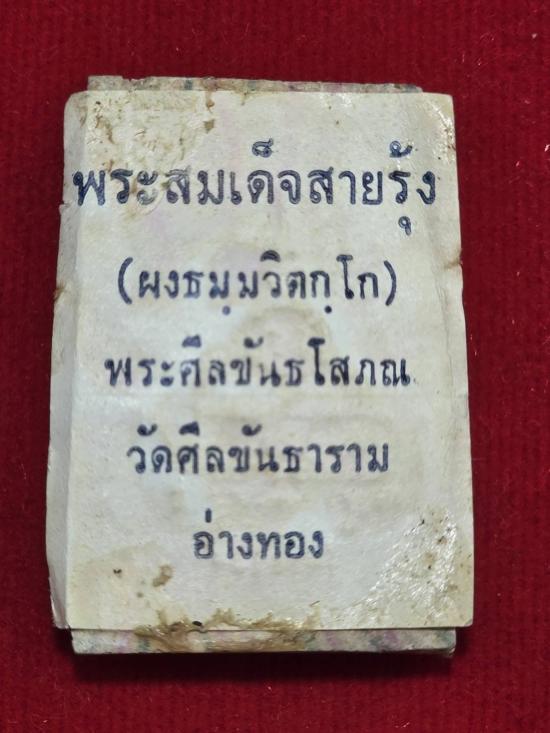 พระสมเด็จสายรุ้ง
(ผงธมฺมวิตกฺโก)
พระศีลขันธโสภณ
วัดศีลขันธาราม
อ่างทอง